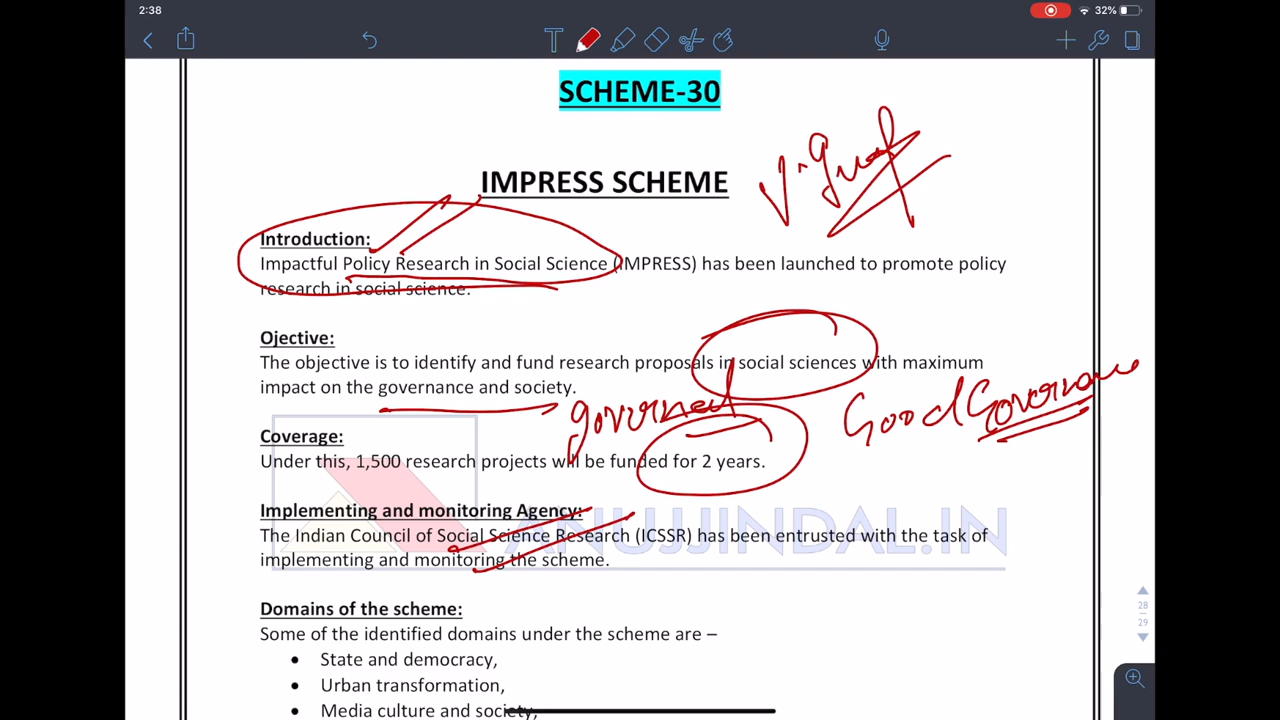 2:38
32%
SCHEME-30
IMPRESS SCHEME
Introduction:
Impactful Policy Research in Social Science (IMPRESS) has been launched to promote policy
research in social science.
Ojective:
The objective is to identify and fund research proposals in social sciences with maximum
impact on the governance and society.
governed
Good Governance
Coverage:
Under this, 1,500 research projects will be funded for 2 years.
Implementing and monitoring Agency:
The Indian Council of Social Science Research (ICSSR) has been entrusted with the task of
implementing and monitoring the scheme.
ANUJJINDAL.IN
28
29
Domains of the scheme:
Some of the identified domains under the scheme are –
• State and democracy,
• Urban transformation,
• Media culture and society,